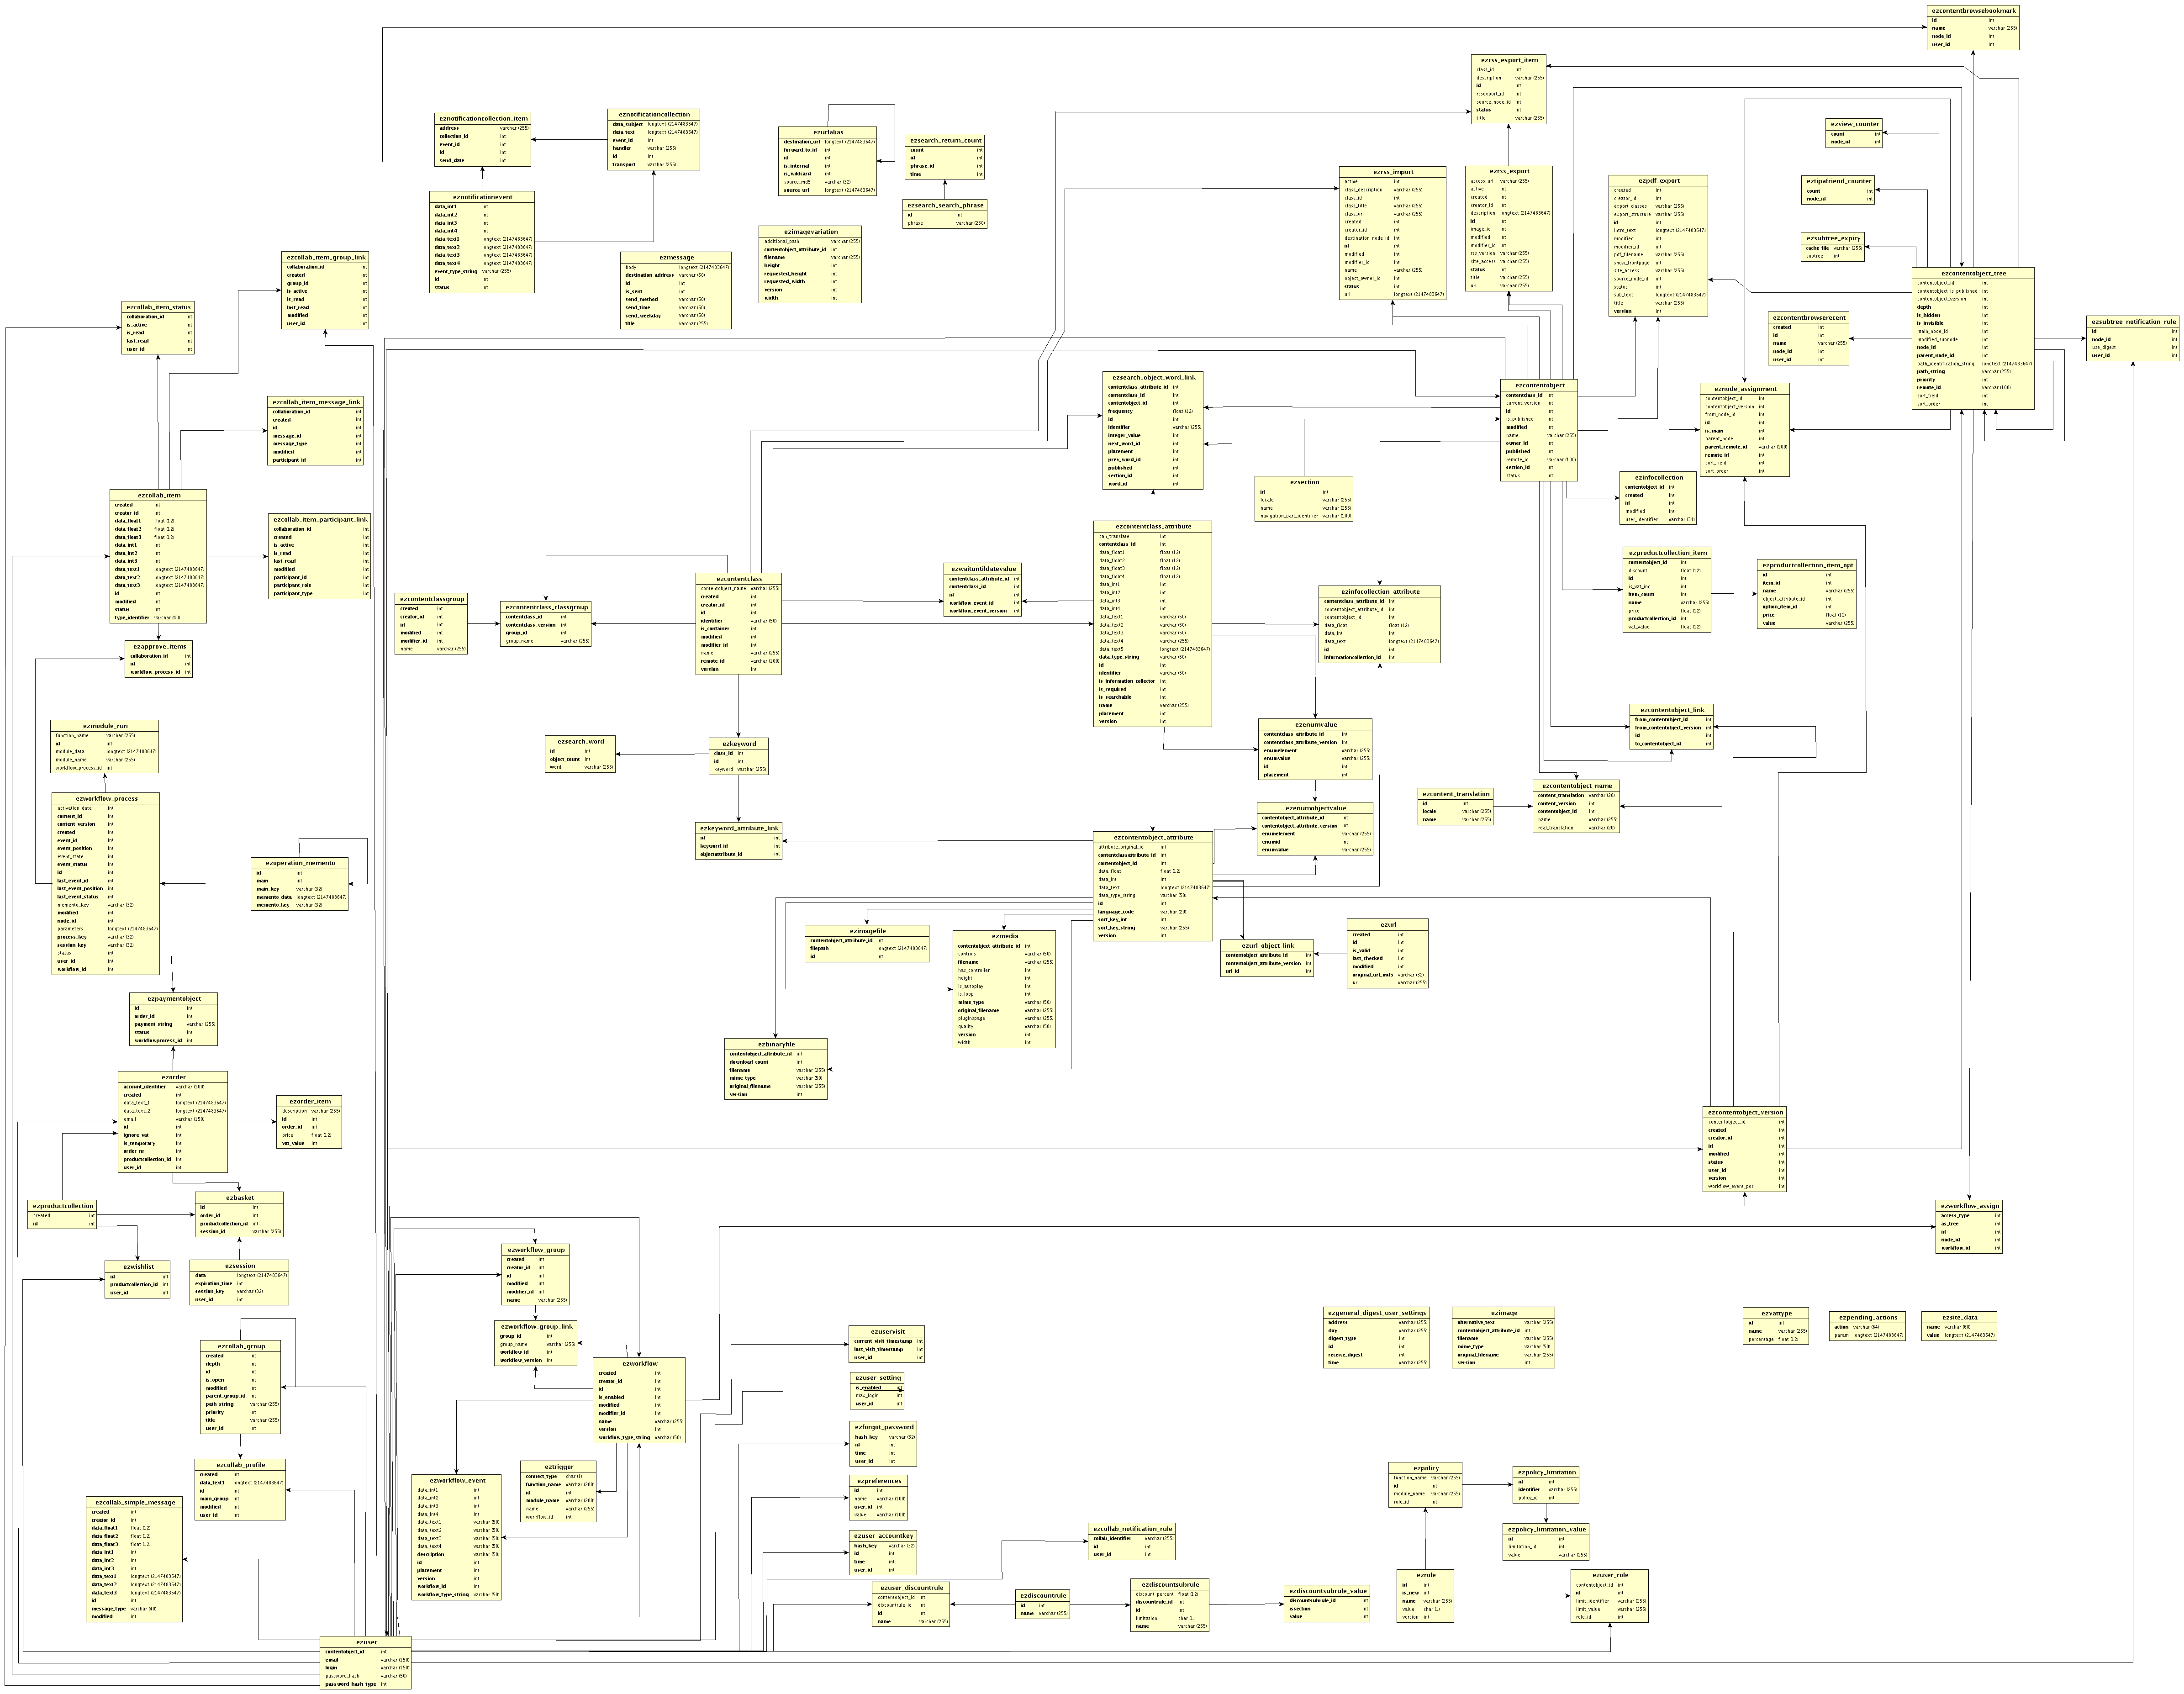 ezcontentbrowsebookmark
id int
name varchar (255)
node_id int
user_id int
ezrss_export_item
class_id int
description varchar (255)
id int
rssexport_id int
source_node_id int
status int
title varchar (255)
eznotificationcollection_item
address varchar (255)
collection_id int
event_id int
id int
send_date int
eznotificationcollection
data_subject longtext (2147483647)
data_text longtext (2147483647)
event_id int
handler varchar (255)
id int
transport varchar (255)
ezurlalias
destination_url longtext (2147483647)
forward_to_id int
id int
is_internal int
is_wildcard int
source_md5 varchar (32)
source_url longtext (2147483647)
ezsearch_return_count
count int
id int
phrase_id int
time int
ezview_counter
count int
node_id int
eznotificationevent
data_int1 int
data_int2 int
data_int3 int
data_int4 int
data_text1 longtext (2147483647)
data_text2 longtext (2147483647)
data_text3 longtext (2147483647)
data_text4 longtext (2147483647)
event_type_string varchar (255)
id int
status int
ezsearch_search_phrase
id int
phrase varchar (250)
ezrss_import
active int
class_description varchar (255)
class_id int
class_title varchar (255)
class_url varchar (255)
created int
creator_id int
destination_node_id int
id int
modified int
modifier_id int
name varchar (255)
object_owner_id int
status int
url longtext (2147483647)
ezrss_export
access_url varchar (255)
active int
created int
creator_id int
description longtext (2147483647)
id int
image_id int
modified int
modifier_id int
rss_version varchar (255)
site_access varchar (255)
status int
title varchar (255)
url varchar (255)
ezpdf_export
created int
creator_id int
export_classes varchar (255)
export_structure varchar (255)
id int
intro_text longtext (2147483647)
modified int
modifier_id int
pdf_filename varchar (255)
show_frontpage int
site_access varchar (255)
source_node_id int
status int
sub_text longtext (2147483647)
title varchar (255)
version int
eztipafriend_counter
count int
node_id int
ezimagevariation
additional_path varchar (255)
contentobject_attribute_id int
filename varchar (255)
height int
requested_height int
requested_width int
version int
width int
ezmessage
body longtext (2147483647)
destination_address varchar (50)
id int
is_sent int
send_method varchar (50)
send_time varchar (50)
send_weekday varchar (50)
title varchar (255)
ezsubtree_expiry
cache_file varchar (255)
subtree int
ezcollab_item_group_link
collaboration_id int
created int
group_id int
is_active int
is_read int
last_read int
modified int
user_id int
ezcontentobject_tree
contentobject_id int
contentobject_is_published int
contentobject_version int
depth int
is_hidden int
is_invisible int
main_node_id int
modified_subnode int
node_id int
parent_node_id int
path_identification_string longtext (2147483647)
path_string varchar (255)
priority int
remote_id varchar (100)
sort_field int
sort_order int
ezcollab_item_status
collaboration_id int
is_active int
is_read int
last_read int
user_id int
ezcontentbrowserecent
created int
id int
name varchar (255)
node_id int
user_id int
ezsubtree_notification_rule
id int
node_id int
use_digest int
user_id int
ezsearch_object_word_link
contentclass_attribute_id int
contentclass_id int
contentobject_id int
frequency float (12)
id int
identifier varchar (255)
integer_value int
next_word_id int
placement int
prev_word_id int
published int
section_id int
word_id int
ezcontentobject
contentclass_id int
current_version int
id int
is_published int
modified int
name varchar (255)
owner_id int
published int
remote_id varchar (100)
section_id int
status int
eznode_assignment
contentobject_id int
contentobject_version int
from_node_id int
id int
is_main int
parent_node int
parent_remote_id varchar (100)
remote_id int
sort_field int
sort_order int
ezcollab_item_message_link
collaboration_id int
created int
id int
message_id int
message_type int
modified int
participant_id int
ezsection
id int
locale varchar (255)
name varchar (255)
navigation_part_identifier varchar (100)
ezinfocollection
contentobject_id int
created int
id int
modified int
user_identifier varchar (34)
ezcollab_item
created int
creator_id int
data_float1 float (12)
data_float2 float (12)
data_float3 float (12)
data_int1 int
data_int2 int
data_int3 int
data_text1 longtext (2147483647)
data_text2 longtext (2147483647)
data_text3 longtext (2147483647)
id int
modified int
status int
type_identifier varchar (40)
ezcollab_item_participant_link
collaboration_id int
created int
is_active int
is_read int
last_read int
modified int
participant_id int
participant_role int
participant_type int
ezcontentclass_attribute
can_translate int
contentclass_id int
data_float1 float (12)
data_float2 float (12)
data_float3 float (12)
data_float4 float (12)
data_int1 int
data_int2 int
data_int3 int
data_int4 int
data_text1 varchar (50)
data_text2 varchar (50)
data_text3 varchar (50)
data_text4 varchar (255)
data_text5 longtext (2147483647)
data_type_string varchar (50)
id int
identifier varchar (50)
is_information_collector int
is_required int
is_searchable int
name varchar (255)
placement int
version int
ezproductcollection_item
contentobject_id int
discount float (12)
id int
is_vat_inc int
item_count int
name varchar (255)
price float (12)
productcollection_id int
vat_value float (12)
ezproductcollection_item_opt
id int
item_id int
name varchar (255)
object_attribute_id int
option_item_id int
price float (12)
value varchar (255)
ezwaituntildatevalue
contentclass_attribute_id int
contentclass_id int
id int
workflow_event_id int
workflow_event_version int
ezcontentclass
contentobject_name varchar (255)
created int
creator_id int
id int
identifier varchar (50)
is_container int
modified int
modifier_id int
name varchar (255)
remote_id varchar (100)
version int
ezinfocollection_attribute
contentclass_attribute_id int
contentobject_attribute_id int
contentobject_id int
data_float float (12)
data_int int
data_text longtext (2147483647)
id int
informationcollection_id int
ezcontentclassgroup
created int
creator_id int
id int
modified int
modifier_id int
name varchar (255)
ezcontentclass_classgroup
contentclass_id int
contentclass_version int
group_id int
group_name varchar (255)
ezapprove_items
collaboration_id int
id int
workflow_process_id int
ezcontentobject_link
from_contentobject_id int
from_contentobject_version int
id int
to_contentobject_id int
ezmodule_run
function_name varchar (255)
id int
module_data longtext (2147483647)
module_name varchar (255)
workflow_process_id int
ezenumvalue
contentclass_attribute_id int
contentclass_attribute_version int
enumelement varchar (255)
enumvalue varchar (255)
id int
placement int
ezsearch_word
id int
object_count int
word varchar (255)
ezkeyword
class_id int
id int
keyword varchar (255)
ezcontentobject_name
content_translation varchar (20)
content_version int
contentobject_id int
name varchar (255)
real_translation varchar (20)
ezcontent_translation
id int
locale varchar (255)
name varchar (255)
ezworkflow_process
activation_date int
content_id int
content_version int
created int
event_id int
event_position int
event_state int
event_status int
id int
last_event_id int
last_event_position int
last_event_status int
memento_key varchar (32)
modified int
node_id int
parameters longtext (2147483647)
process_key varchar (32)
session_key varchar (32)
status int
user_id int
workflow_id int
ezenumobjectvalue
contentobject_attribute_id int
contentobject_attribute_version int
enumelement varchar (255)
enumid int
enumvalue varchar (255)
ezkeyword_attribute_link
id int
keyword_id int
objectattribute_id int
ezcontentobject_attribute
attribute_original_id int
contentclassattribute_id int
contentobject_id int
data_float float (12)
data_int int
data_text longtext (2147483647)
data_type_string varchar (50)
id int
language_code varchar (20)
sort_key_int int
sort_key_string varchar (255)
version int
ezoperation_memento
id int
main int
main_key varchar (32)
memento_data longtext (2147483647)
memento_key varchar (32)
ezimagefile
contentobject_attribute_id int
filepath longtext (2147483647)
id int
ezmedia
contentobject_attribute_id int
controls varchar (50)
filename varchar (255)
has_controller int
height int
is_autoplay int
is_loop int
mime_type varchar (50)
original_filename varchar (255)
pluginspage varchar (255)
quality varchar (50)
version int
width int
ezurl_object_link
contentobject_attribute_id int
contentobject_attribute_version int
url_id int
ezurl
created int
id int
is_valid int
last_checked int
modified int
original_url_md5 varchar (32)
url varchar (255)
ezpaymentobject
id int
order_id int
payment_string varchar (255)
status int
workflowprocess_id int
ezbinaryfile
contentobject_attribute_id int
download_count int
filename varchar (255)
mime_type varchar (50)
original_filename varchar (255)
version int
ezorder
account_identifier varchar (100)
created int
data_text_1 longtext (2147483647)
data_text_2 longtext (2147483647)
email varchar (150)
id int
ignore_vat int
is_temporary int
order_nr int
productcollection_id int
user_id int
ezorder_item
description varchar (255)
id int
order_id int
price float (12)
vat_value int
ezcontentobject_version
contentobject_id int
created int
creator_id int
id int
modified int
status int
user_id int
version int
workflow_event_pos int
ezproductcollection
created int
id int
ezbasket
id int
order_id int
productcollection_id int
session_id varchar (255)
ezworkflow_assign
access_type int
as_tree int
id int
node_id int
workflow_id int
ezwishlist
id int
productcollection_id int
user_id int
ezsession
data longtext (2147483647)
expiration_time int
session_key varchar (32)
user_id int
ezworkflow_group
created int
creator_id int
id int
modified int
modifier_id int
name varchar (255)
ezworkflow_group_link
group_id int
group_name varchar (255)
workflow_id int
workflow_version int
ezuservisit
current_visit_timestamp int
last_visit_timestamp int
user_id int
ezgeneral_digest_user_settings
address varchar (255)
day varchar (255)
digest_type int
id int
receive_digest int
time varchar (255)
ezimage
alternative_text varchar (255)
contentobject_attribute_id int
filename varchar (255)
mime_type varchar (50)
original_filename varchar (255)
version int
ezvattype
id int
name varchar (255)
percentage float (12)
ezpending_actions
action varchar (64)
param longtext (2147483647)
ezsite_data
name varchar (60)
value longtext (2147483647)
ezcollab_group
created int
depth int
id int
is_open int
modified int
parent_group_id int
path_string varchar (255)
priority int
title varchar (255)
user_id int
ezworkflow
created int
creator_id int
id int
is_enabled int
modified int
modifier_id int
name varchar (255)
version int
workflow_type_string varchar (50)
ezuser_setting
is_enabled int
max_login int
user_id int
ezforgot_password
hash_key varchar (32)
id int
time int
user_id int
ezcollab_profile
created int
data_text1 longtext (2147483647)
id int
main_group int
modified int
user_id int
ezworkflow_event
data_int1 int
data_int2 int
data_int3 int
data_int4 int
data_text1 varchar (50)
data_text2 varchar (50)
data_text3 varchar (50)
data_text4 varchar (50)
description varchar (50)
id int
placement int
version int
workflow_id int
workflow_type_string varchar (50)
eztrigger
connect_type char (1)
function_name varchar (200)
id int
module_name varchar (200)
name varchar (255)
workflow_id int
ezpreferences
id int
name varchar (100)
user_id int
value varchar (100)
ezpolicy
function_name varchar (255)
id int
module_name varchar (255)
role_id int
ezpolicy_limitation
id int
identifier varchar (255)
policy_id int
ezcollab_simple_message
created int
creator_id int
data_float1 float (12)
data_float2 float (12)
data_float3 float (12)
data_int1 int
data_int2 int
data_int3 int
data_text1 longtext (2147483647)
data_text2 longtext (2147483647)
data_text3 longtext (2147483647)
id int
message_type varchar (40)
modified int
ezuser_accountkey
hash_key varchar (32)
id int
time int
user_id int
ezcollab_notification_rule
collab_identifier varchar (255)
id int
user_id int
ezpolicy_limitation_value
id int
limitation_id int
value varchar (255)
ezuser_discountrule
contentobject_id int
discountrule_id int
id int
name varchar (255)
ezdiscountrule
id int
name varchar (255)
ezdiscountsubrule
discount_percent float (12)
discountrule_id int
id int
limitation char (1)
name varchar (255)
ezdiscountsubrule_value
discountsubrule_id int
issection int
value int
ezrole
id int
is_new int
name varchar (255)
value char (1)
version int
ezuser_role
contentobject_id int
id int
limit_identifier varchar (255)
limit_value varchar (255)
role_id int
ezuser
contentobject_id int
email varchar (150)
login varchar (150)
password_hash varchar (50)
password_hash_type int